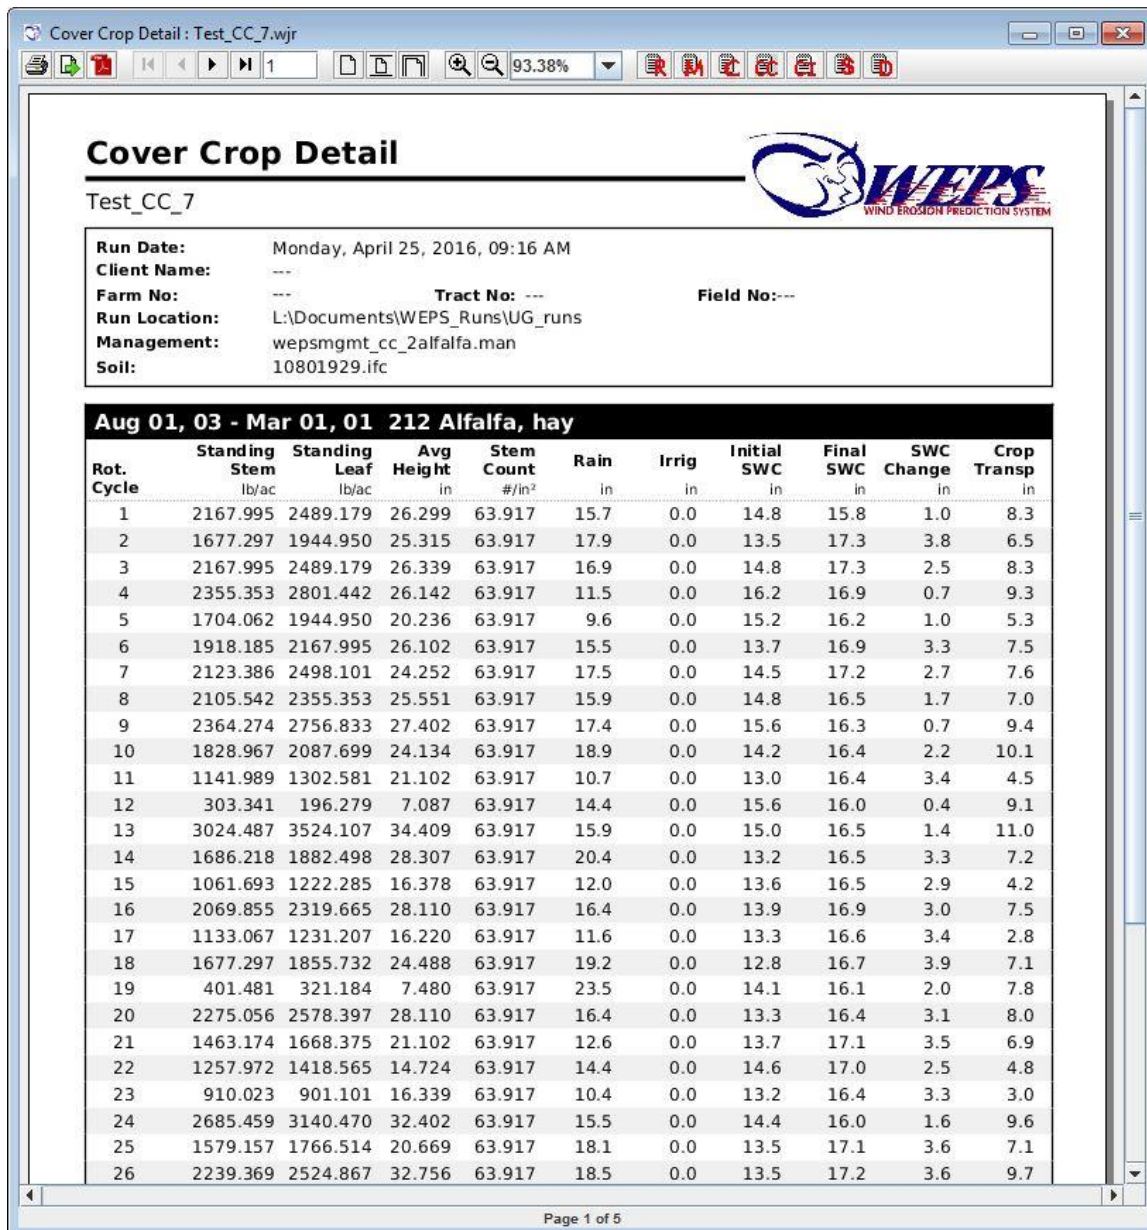 Cover Crop Detail : Test_CC_7.wjr
1 93.38% R M C CC CI S D
Cover Crop Detail
WEPS
WIND EROSION PREDICTION SYSTEM
Test_CC_7
Run Date: Monday, April 25, 2016, 09:16 AM
Client Name: ---
Farm No: --- Tract No: --- Field No:---
Run Location: L:\Documents\WEPS_Runs\UG_runs
Management: wepsmgmt_cc_2alfalfa.man
Soil: 10801929.ifc
Aug 01, 03 - Mar 01, 01 212 Alfalfa, hay
Standing Standing Avg Stem Rain Irrig Initial Final SWC Crop
Rot. Stem Leaf Height Count SWC SWC Change Transp
Cycle lb/ac lb/ac in #/in² in in in in in in
1 2167.995 2489.179 26.299 63.917 15.7 0.0 14.8 15.8 1.0 8.3
2 1677.297 1944.950 25.315 63.917 17.9 0.0 13.5 17.3 3.8 6.5
3 2167.995 2489.179 26.339 63.917 16.9 0.0 14.8 17.3 2.5 8.3
4 2355.353 2801.442 26.142 63.917 11.5 0.0 16.2 16.9 0.7 9.3
5 1704.062 1944.950 20.236 63.917 9.6 0.0 15.2 16.2 1.0 5.3
6 1918.185 2167.995 26.102 63.917 15.5 0.0 13.7 16.9 3.3 7.5
7 2123.386 2498.101 24.252 63.917 17.5 0.0 14.5 17.2 2.7 7.6
8 2105.542 2355.353 25.551 63.917 15.9 0.0 14.8 16.5 1.7 7.0
9 2364.274 2756.833 27.402 63.917 17.4 0.0 15.6 16.3 0.7 9.4
10 1828.967 2087.699 24.134 63.917 18.9 0.0 14.2 16.4 2.2 10.1
11 1141.989 1302.581 21.102 63.917 10.7 0.0 13.0 16.4 3.4 4.5
12 303.341 196.279 7.087 63.917 14.4 0.0 15.6 16.0 0.4 9.1
13 3024.487 3524.107 34.409 63.917 15.9 0.0 15.0 16.5 1.4 11.0
14 1686.218 1882.498 28.307 63.917 20.4 0.0 13.2 16.5 3.3 7.2
15 1061.693 1222.285 16.378 63.917 12.0 0.0 13.6 16.5 2.9 4.2
16 2069.855 2319.665 28.110 63.917 16.4 0.0 13.9 16.9 3.0 7.5
17 1133.067 1231.207 16.220 63.917 11.6 0.0 13.3 16.6 3.4 2.8
18 1677.297 1855.732 24.488 63.917 19.2 0.0 12.8 16.7 3.9 7.1
19 401.481 321.184 7.480 63.917 23.5 0.0 14.1 16.1 2.0 7.8
20 2275.056 2578.397 28.110 63.917 16.4 0.0 13.3 16.4 3.1 8.0
21 1463.174 1668.375 21.102 63.917 12.6 0.0 13.7 17.1 3.5 6.9
22 1257.972 1418.565 14.724 63.917 14.4 0.0 14.6 17.0 2.5 4.8
23 910.023 901.101 16.339 63.917 10.4 0.0 13.2 16.4 3.3 3.0
24 2685.459 3140.470 32.402 63.917 15.5 0.0 14.4 16.0 1.6 9.6
25 1579.157 1766.514 20.669 63.917 18.1 0.0 13.5 17.1 3.6 7.1
26 2239.369 2524.867 32.756 63.917 18.5 0.0 13.5 17.2 3.6 9.7
Page 1 of 5